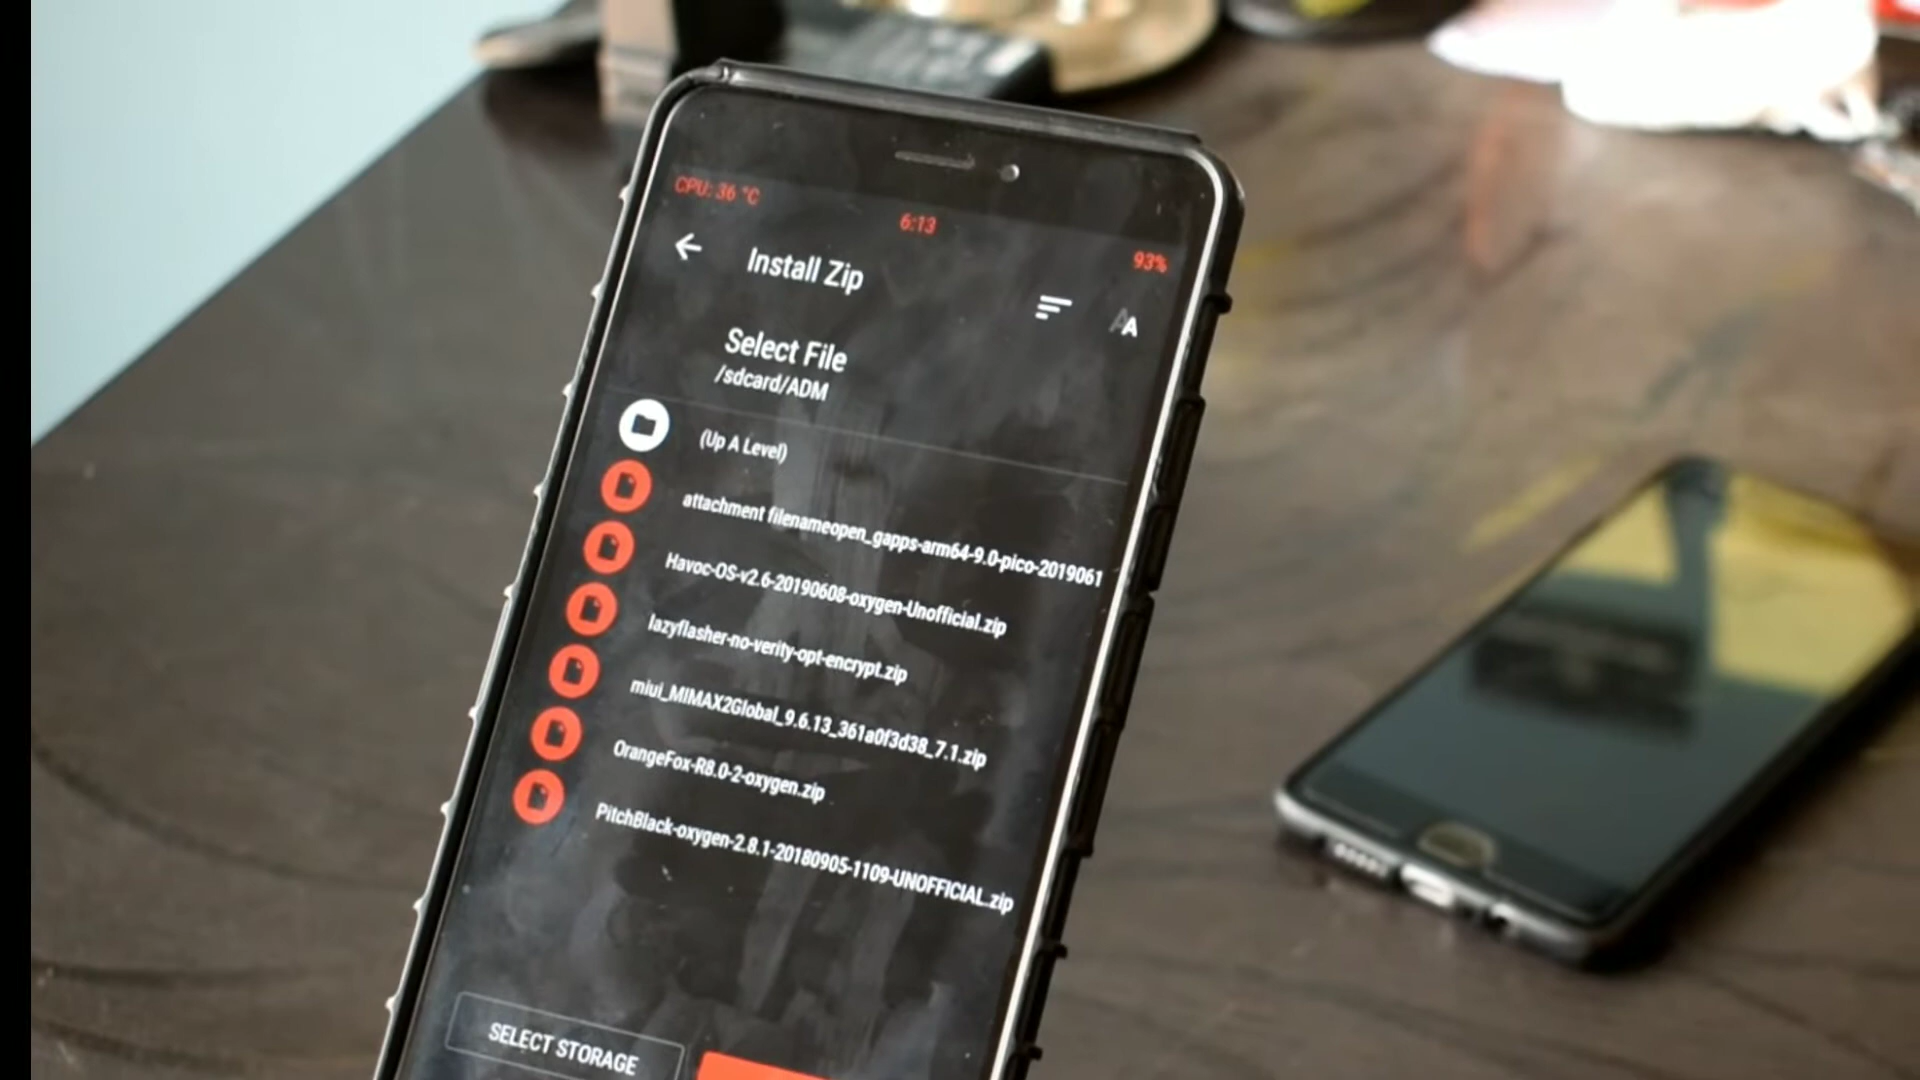 CPU: 36 °C
6:13
93%
Install Zip
AA
Select File
/sdcard/ADM
(Up A Level)
attachment filenameopen_gapps-arm64-9.0-pico-2019061
Havoc-OS-v2.6-20190608-oxygen-Unofficial.zip
lazyflasher-no-verity-opt-encrypt.zip
miui_MIMAX2Global_9.6.13_361a0f3d38_7.1.zip
OrangeFox-R8.0-2-oxygen.zip
PitchBlack-oxygen-2.8.1-20180905-1109-UNOFFICIAL.zip
SELECT STORAGE